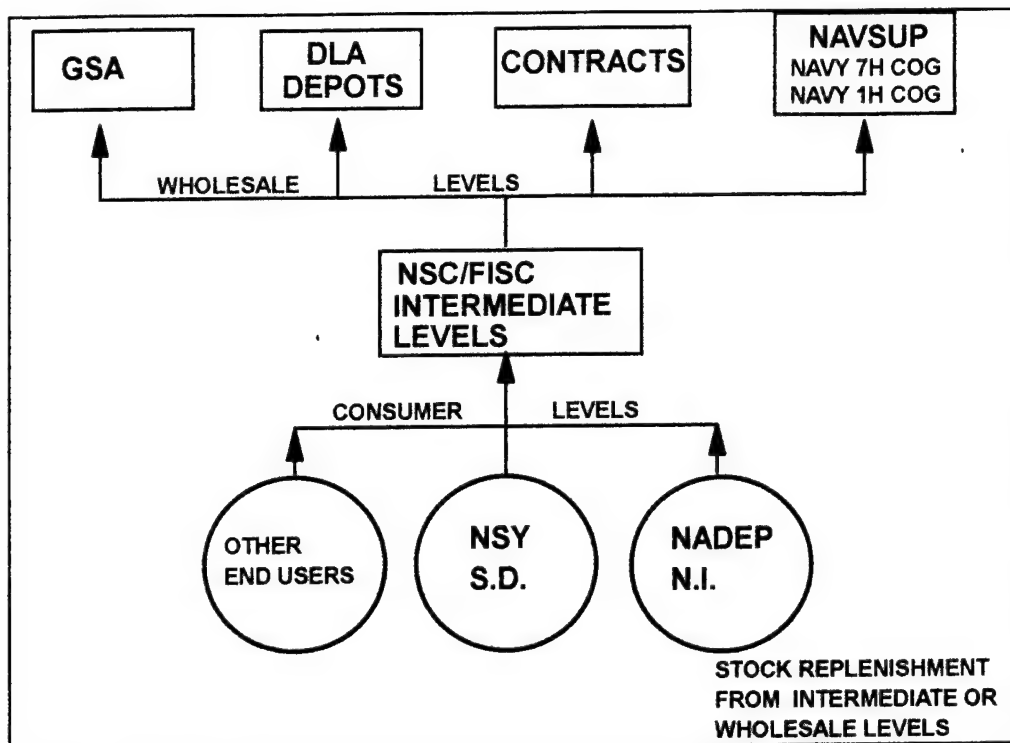 GSA
DLA
DEPOTS
CONTRACTS
NAVSUP
NAVY 7H COG
NAVY 1H COG
WHOLESALE LEVELS
NSC/FISC
INTERMEDIATE
LEVELS
CONSUMER LEVELS
OTHER
END USERS
NSY
S.D.
NADEP
N.I.
STOCK REPLENISHMENT
FROM INTERMEDIATE OR
WHOLESALE LEVELS